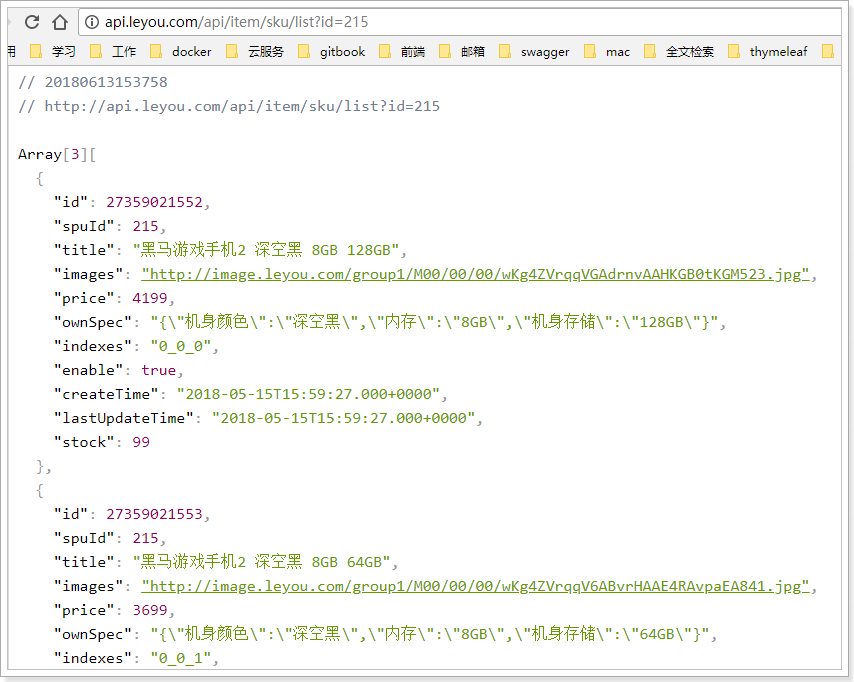 api.leyou.com/api/item/sku/list?id=215
用 学习 工作 docker 云服务 gitbook 前端 邮箱 swagger mac 全文检索 thymeleaf
// 20180613153758
// http://api.leyou.com/api/item/sku/list?id=215
Array[3][
{
"id": 27359021552,
"spuId": 215,
"title": "黑马游戏手机2 深空黑 8GB 128GB",
"images": "http://image.leyou.com/group1/M00/00/00/wKg4ZVrqqVGAdrnvAAHKGB0tKGM523.jpg",
"price": 4199,
"ownSpec": "{\"机身颜色\":\"深空黑\",\"内存\":\"8GB\",\"机身存储\":\"128GB\"}",
"indexes": "0_0_0",
"enable": true,
"createTime": "2018-05-15T15:59:27.000+0000",
"lastUpdateTime": "2018-05-15T15:59:27.000+0000",
"stock": 99
},
{
"id": 27359021553,
"spuId": 215,
"title": "黑马游戏手机2 深空黑 8GB 64GB",
"images": "http://image.leyou.com/group1/M00/00/00/wKg4ZVrqqV6ABvrHAAE4RAvpaEA841.jpg",
"price": 3699,
"ownSpec": "{\"机身颜色\":\"深空黑\",\"内存\":\"8GB\",\"机身存储\":\"64GB\"}",
"indexes": "0_0_1",